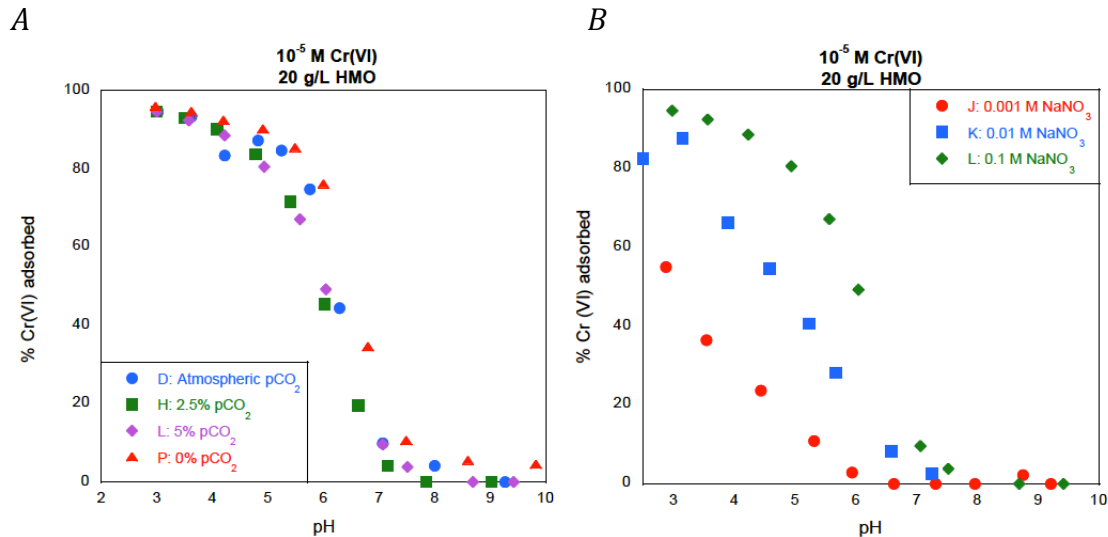 A
10⁻⁵ M Cr(VI)
20 g/L HMO
% Cr(VI) adsorbed
100
80
60
40
20
0
D: Atmospheric pCO₂
H: 2.5% pCO₂
L: 5% pCO₂
P: 0% pCO₂
2 3 4 5 6 7 8 9 10
pH
B
10⁻⁵ M Cr(VI)
20 g/L HMO
% Cr (VI) adsorbed
100
80
60
40
20
0
J: 0.001 M NaNO₃
K: 0.01 M NaNO₃
L: 0.1 M NaNO₃
3 4 5 6 7 8 9 10
pH